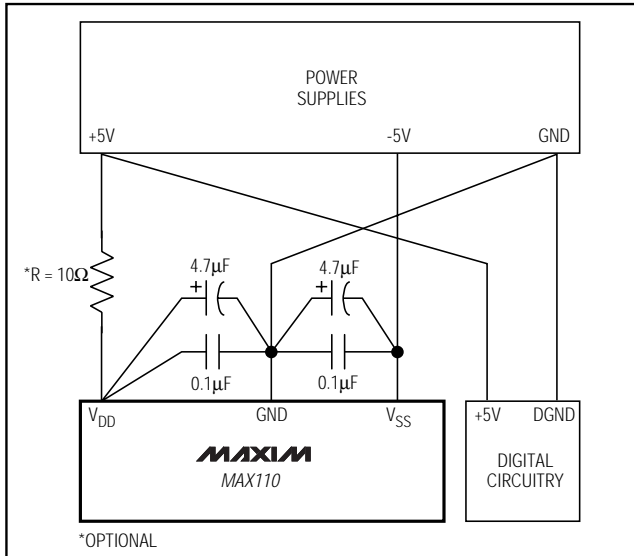 POWER
SUPPLIES
+5V -5V GND
*R = 10Ω
4.7μF 4.7μF
+ +
0.1μF 0.1μF
VDD GND VSS
+5V DGND
MAXIM
MAX110
DIGITAL
CIRCUITRY
*OPTIONAL